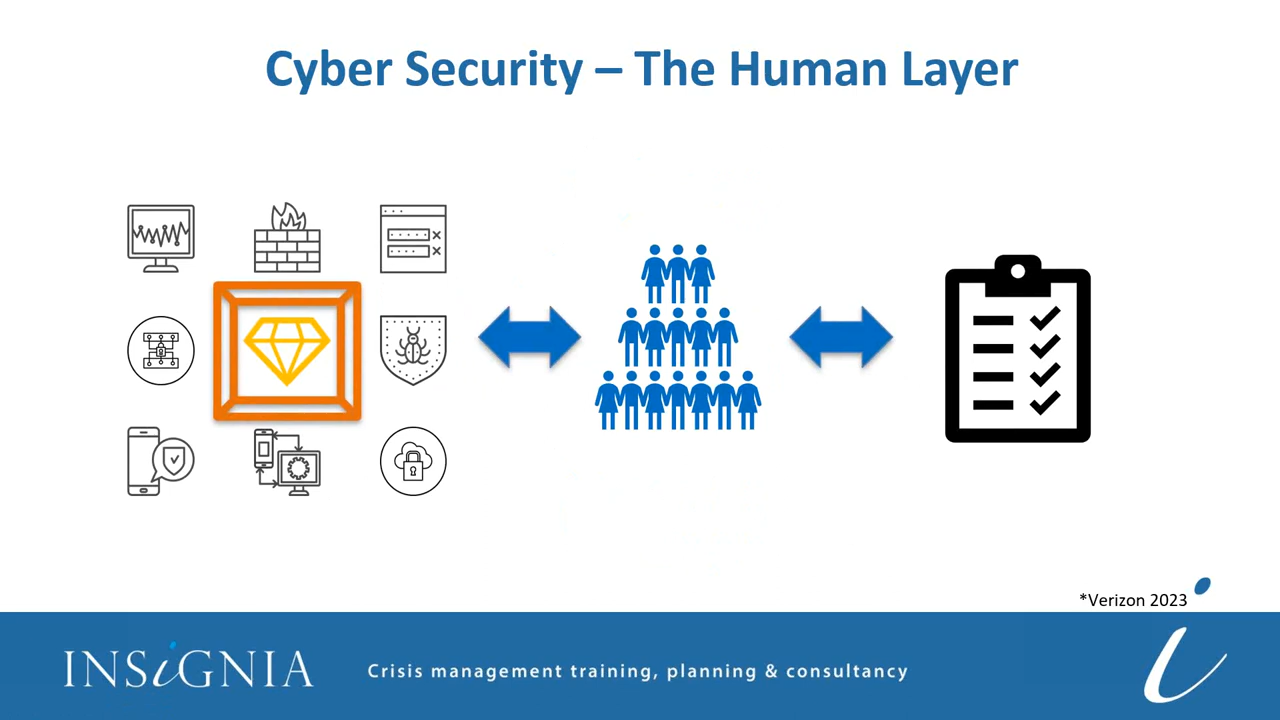 Cyber Security – The Human Layer
*Verizon 2023
INSiGNIA
Crisis management training, planning & consultancy
i